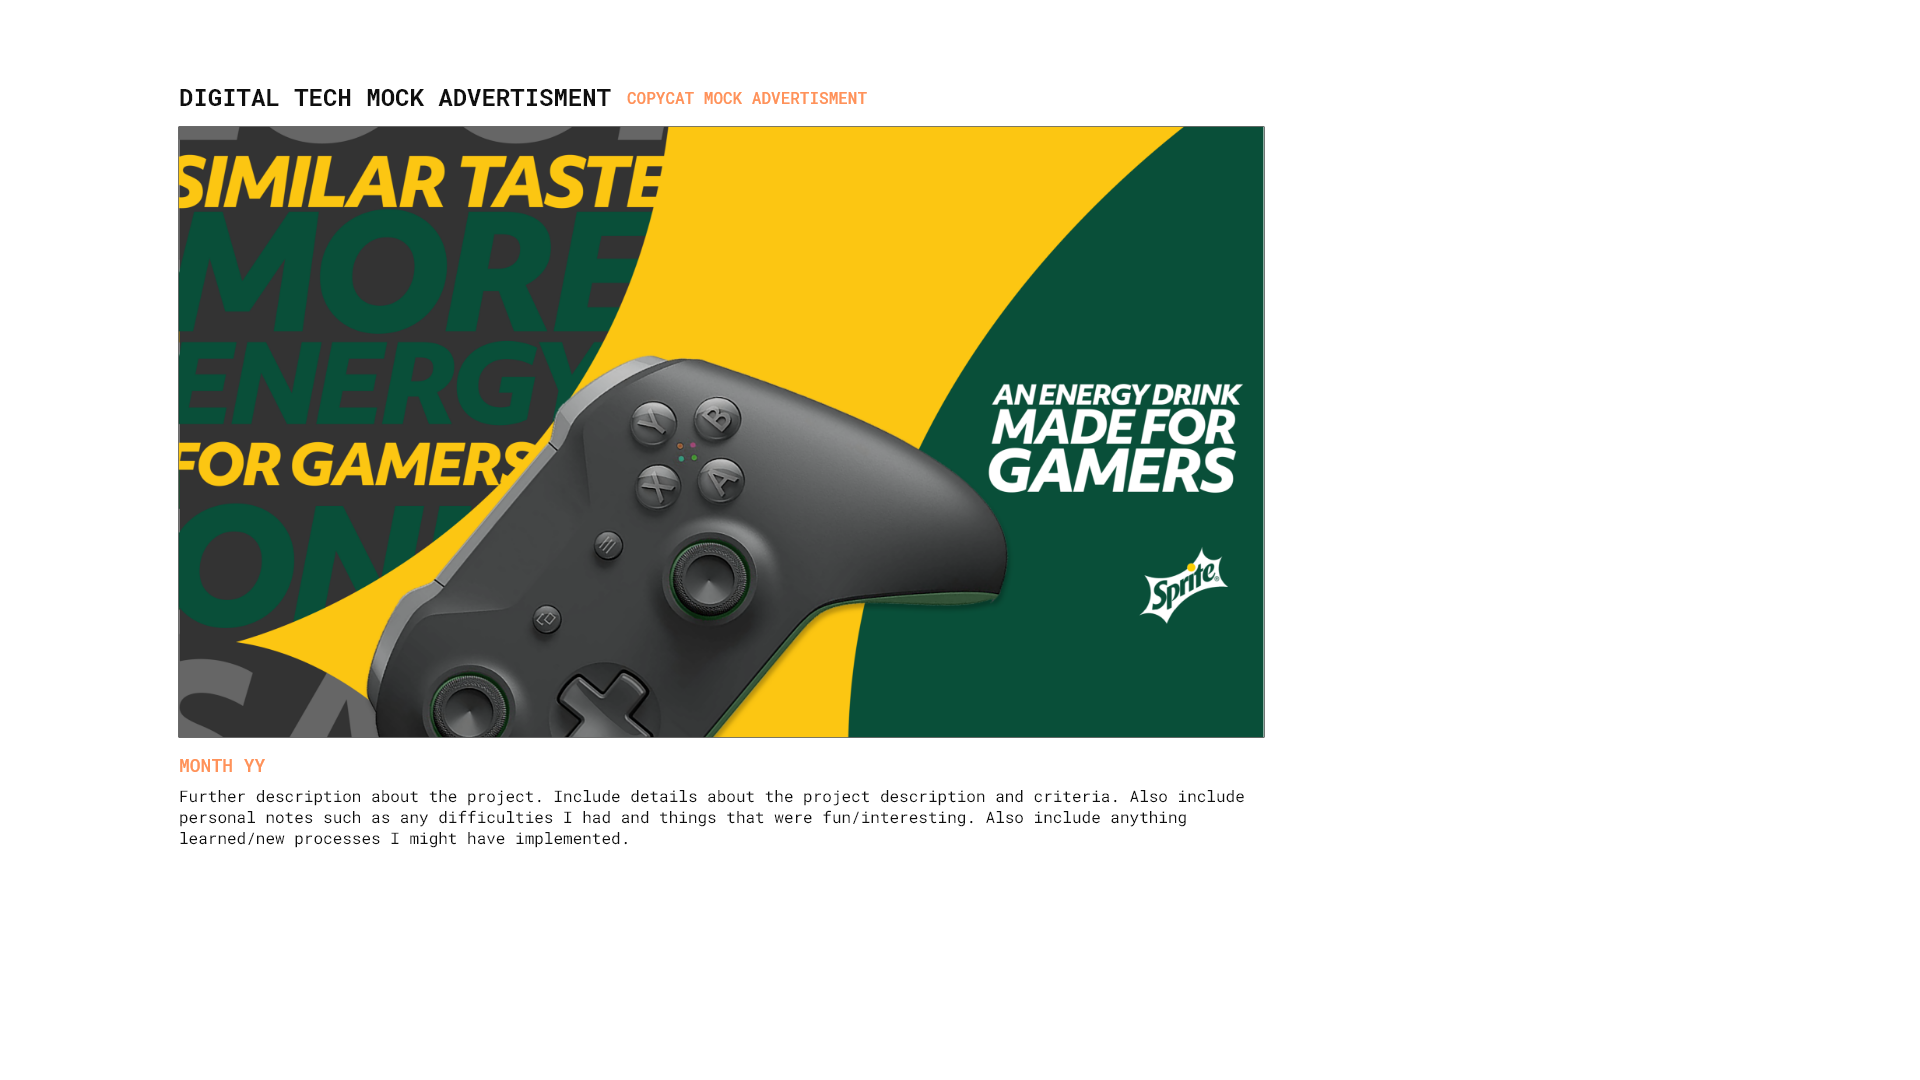 DIGITAL TECH MOCK ADVERTISMENT COPYCAT MOCK ADVERTISMENT
SIMILAR TASTE
MORE
ENERGY
FOR GAMERS
ON
SA
Y
B
X
A
AN ENERGY DRINK
MADE FOR
GAMERS
Sprite
MONTH YY
Further description about the project. Include details about the project description and criteria. Also include
personal notes such as any difficulties I had and things that were fun/interesting. Also include anything
learned/new processes I might have implemented.